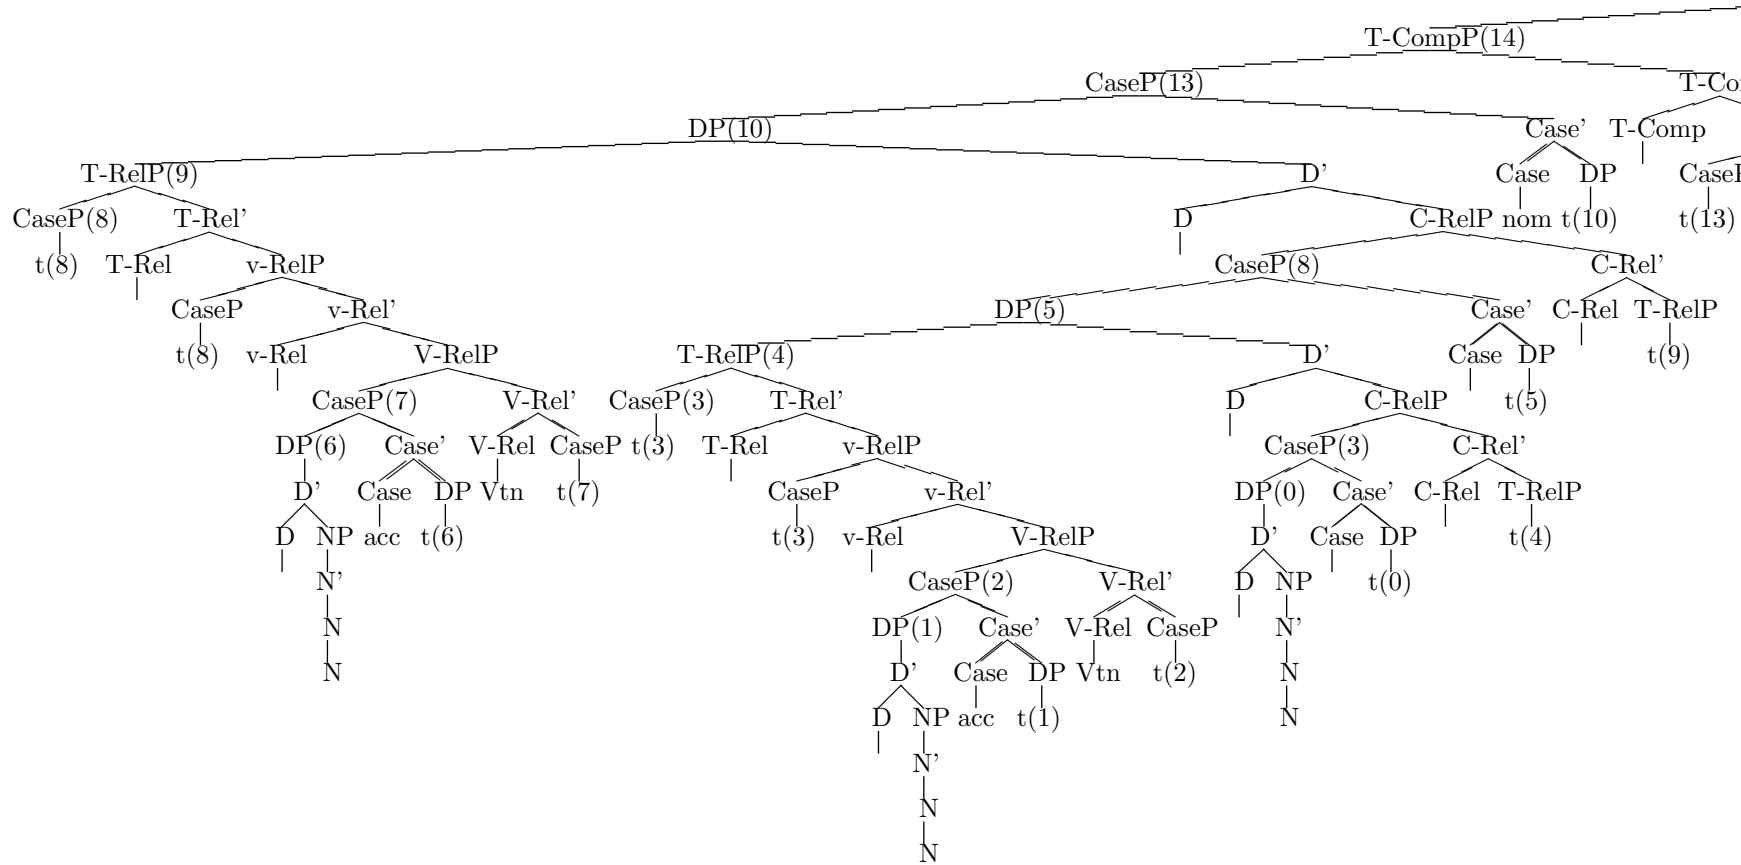 T-CompP(14)
CaseP(13) T-Co
DP(10) Case’ T-Comp
T-RelP(9) D’ Case DP Case
CaseP(8) T-Rel’ D C-RelP nom t(10) t(13)
t(8) T-Rel v-RelP CaseP(8) C-Rel’
CaseP v-Rel’ DP(5) Case’ C-Rel T-RelP
t(8) v-Rel V-RelP T-RelP(4) D’ Case DP t(9)
CaseP(7) V-Rel’ CaseP(3) T-Rel’ D C-RelP t(5)
DP(6) Case’ V-Rel CaseP t(3) T-Rel v-RelP CaseP(3) C-Rel’
D’ Case DP Vtn t(7) CaseP v-Rel’ DP(0) Case’ C-Rel T-RelP
D NP acc t(6) t(3) v-Rel V-RelP D’ Case DP t(4)
N’ CaseP(2) V-Rel’ D NP t(0)
N DP(1) Case’ V-Rel CaseP N’
N D’ Case DP Vtn t(2) N
D NP acc t(1) N
N’
N
N